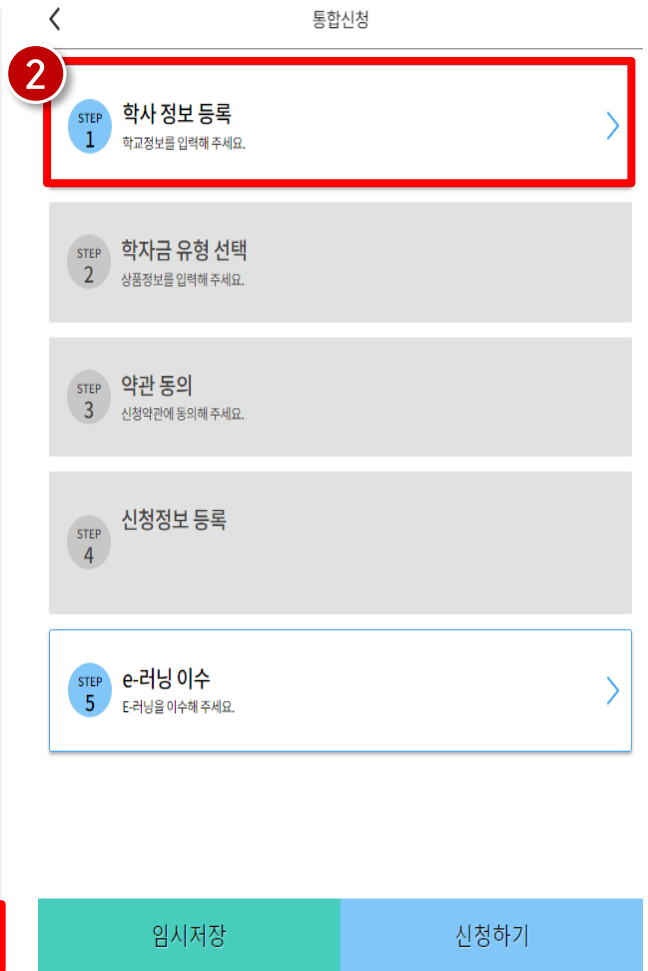 통합신청
2
STEP
1
학사 정보 등록
학교정보를 입력해 주세요.
STEP
2
학자금 유형 선택
상품정보를 입력해 주세요.
STEP
3
약관 동의
신청약관에 동의해 주세요.
STEP
4
신청정보 등록
STEP
5
e-러닝 이수
E-러닝을 이수해 주세요.
임시저장
신청하기